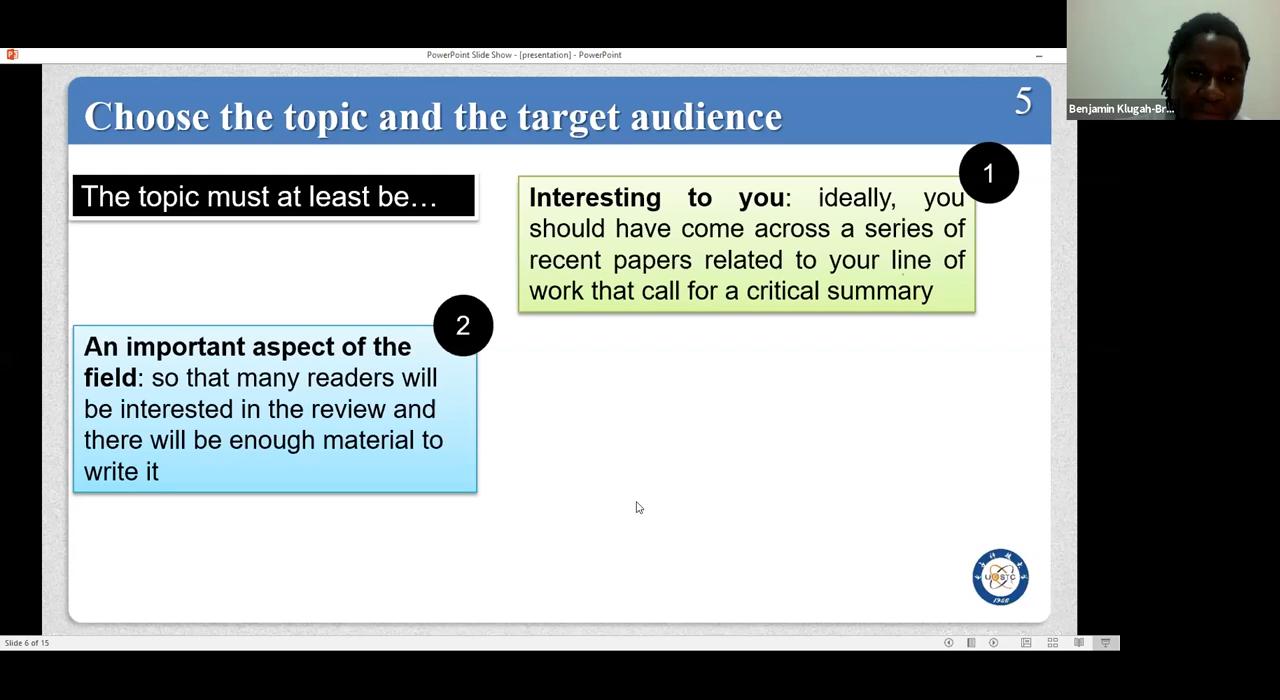 PowerPoint Slide Show - [presentation] - PowerPoint
Benjamin Klugah-Br...
Choose the topic and the target audience
5
The topic must at least be...
1
Interesting to you: ideally, you
should have come across a series of
recent papers related to your line of
work that call for a critical summary
2
An important aspect of the
field: so that many readers will
be interested in the review and
there will be enough material to
write it
1956
Slide 6 of 15